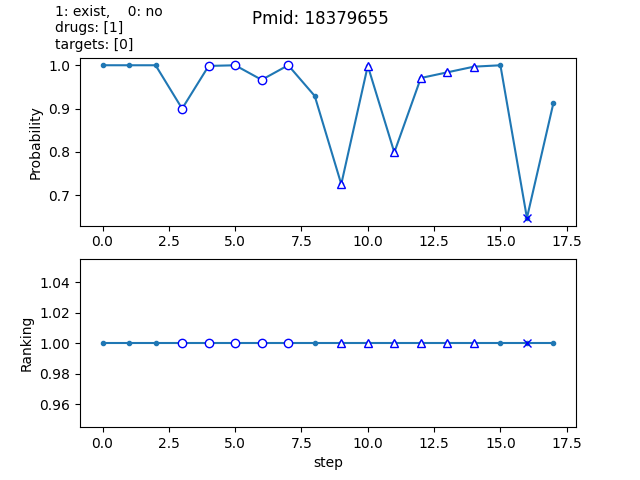 1: exist,    0: no
Pmid: 18379655
drugs: [1]
targets: [0]
1.0
0.9
0.8
0.7
Probability
0.0 2.5 5.0 7.5 10.0 12.5 15.0 17.5
1.04
1.02
1.00
0.98
0.96
Ranking
0.0 2.5 5.0 7.5 10.0 12.5 15.0 17.5
step